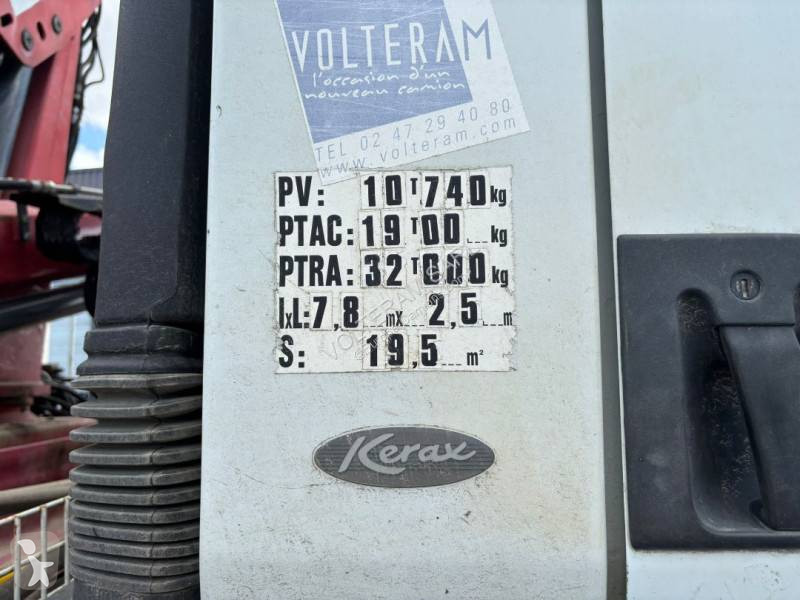 VOLTERAM
l'occasion d'un
nouveau camion
TEL 02 47 29 40 80
www.volteram.com
PV: 10 T 740 kg
PTAC: 19 T 00 kg
PTRA: 32 T 000 kg
lxL: 7,8 m x 2,5 m
S: 19,5 m²
Kerax